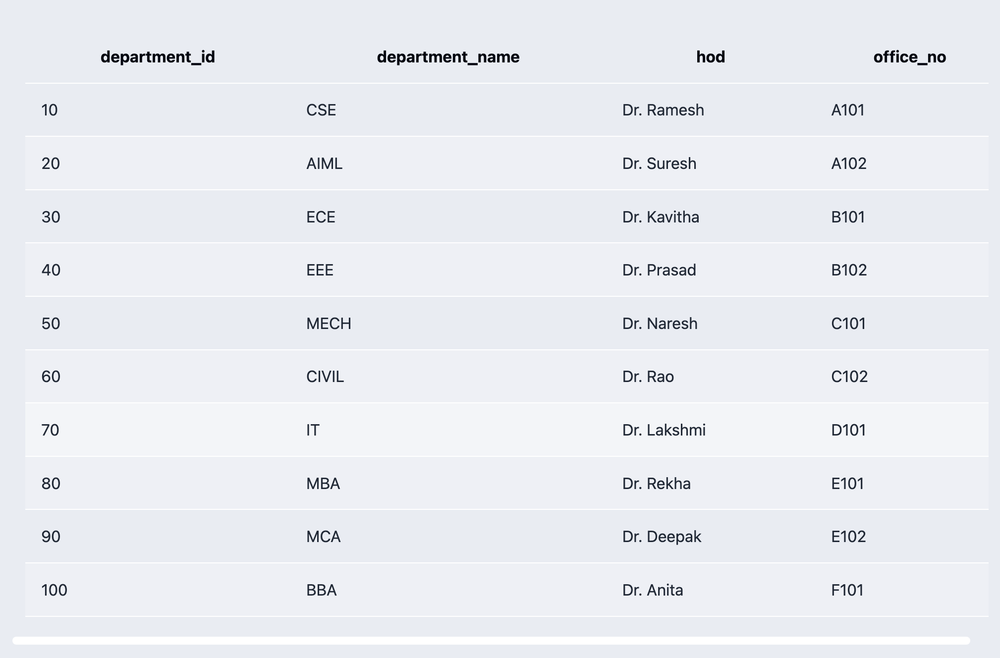 department_id department_name hod office_no
10 CSE Dr. Ramesh A101
20 AIML Dr. Suresh A102
30 ECE Dr. Kavitha B101
40 EEE Dr. Prasad B102
50 MECH Dr. Naresh C101
60 CIVIL Dr. Rao C102
70 IT Dr. Lakshmi D101
80 MBA Dr. Rekha E101
90 MCA Dr. Deepak E102
100 BBA Dr. Anita F101